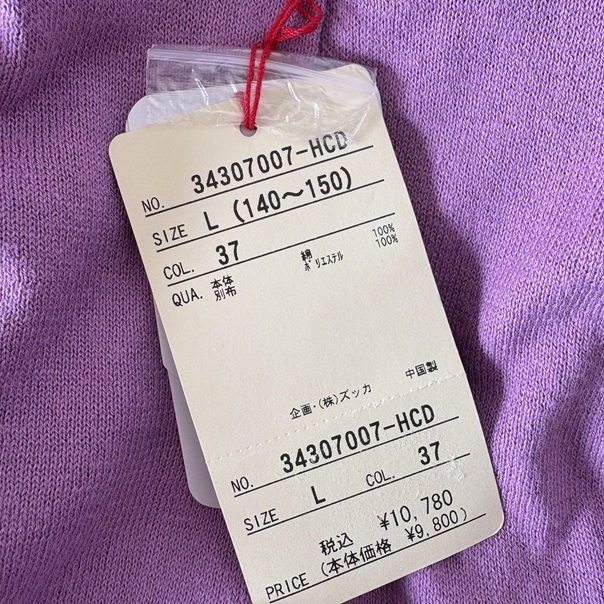 NO. 34307007-HCD
SIZE L (140～150)
COL. 37
QUA. 本体 綿 100%
別布 ポリエステル 100%
企画・(株)ズッカ 中国製
NO. 34307007-HCD
SIZE L COL. 37
税込 ¥10,780
PRICE (本体価格 ¥9,800)